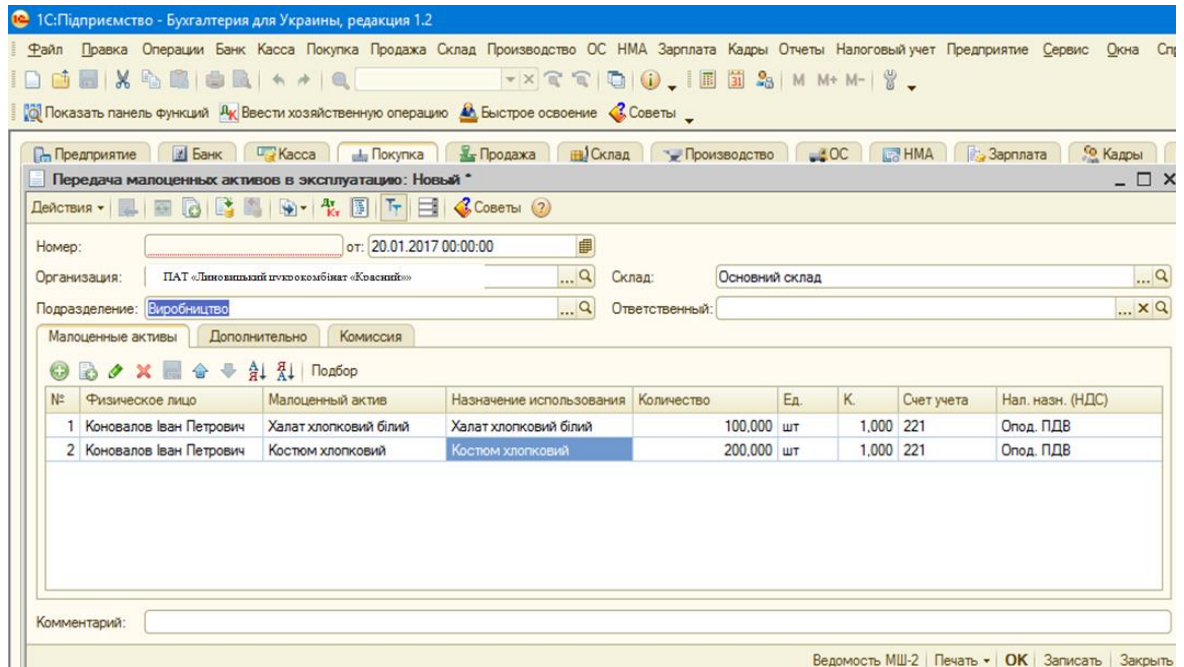 1С:Підприємство - Бухгалтерия для Украины, редакция 1.2
Файл Правка Операции Банк Касса Покупка Продажа Склад Производство ОС НМА Зарплата Кадры Отчеты Налоговый учет Предприятие Сервис Окна
M M+ M-
Показать панель функций Ввести хозяйственную операцию Быстрое освоение Советы
Предприятие Банк Касса Покупка Продажа Склад Производство ОС НМА Зарплата Кадры
Передача малоценных активов в эксплуатацию: Новый *
Действия Советы
Номер: от: 20.01.2017 00:00:00
Организация: ПАТ «Линовицький цукрокомбінат «Красний»» Склад: Основний склад
Подразделение: Виробництво Ответственный:
Малоценные активы Дополнительно Комиссия
Подбор
№ Физическое лицо Малоценный актив Назначение использования Количество Ед. К. Счет учета Нал. назн. (НДС)
1 Коновалов Іван Петрович Халат хлопковий білий Халат хлопковий білий 100,000 шт 1,000 221 Опод. ПДВ
2 Коновалов Іван Петрович Костюм хлопковий Костюм хлопковий 200,000 шт 1,000 221 Опод. ПДВ
Комментарий:
Ведомость МШ-2 Печать OK Записать Закрыть